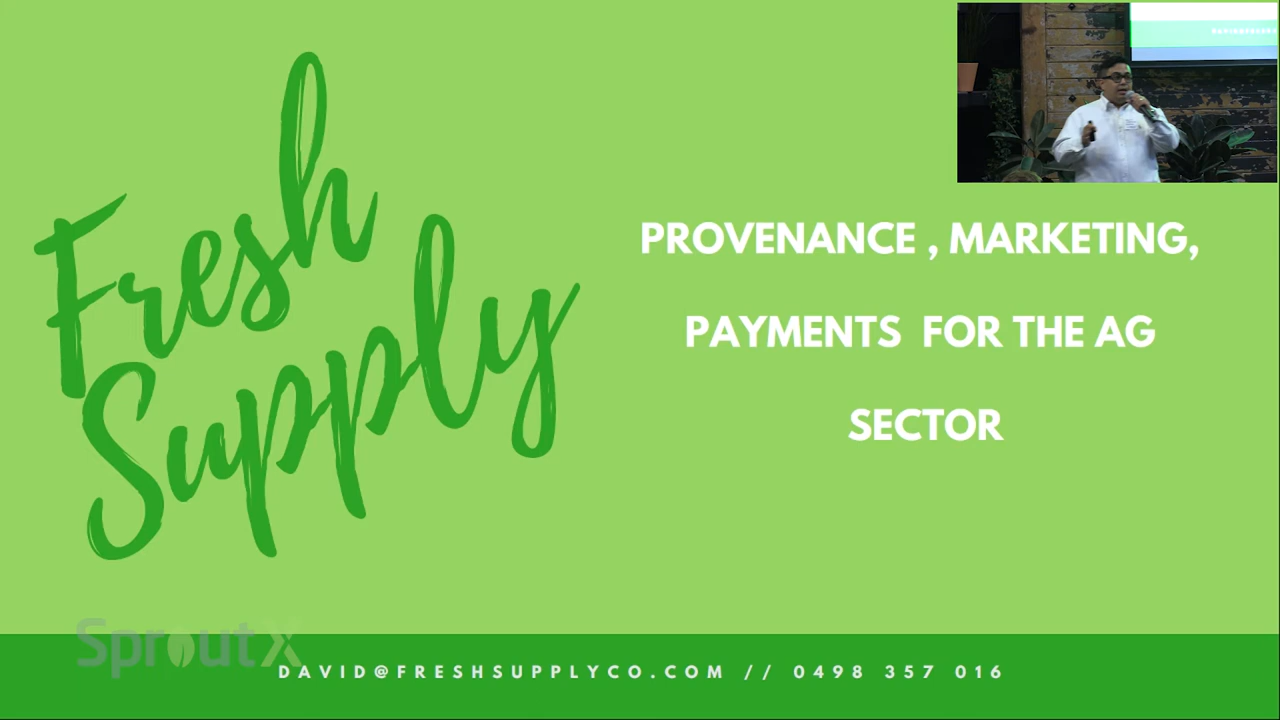 Fresh
Supply
PROVENANCE , MARKETING,
PAYMENTS FOR THE AG
SECTOR
SproutX
DAVID@FRESHSUPPLYCO.COM // 0498 357 016